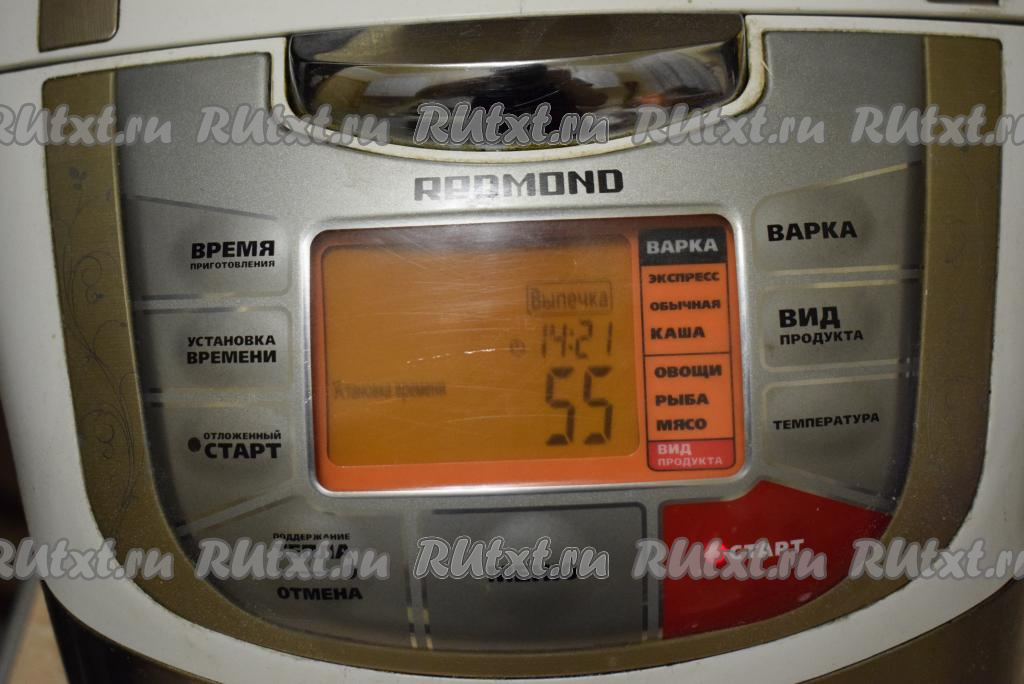 RUtxt.ru RUtxt.ru RUtxt.ru RUtxt.ru RUtxt.ru
REDMOND
ВРЕМЯ
ПРИГОТОВЛЕНИЯ
УСТАНОВКА
ВРЕМЕНИ
ОТЛОЖЕННЫЙ
СТАРТ
Выпечка
14:21
Установка времени
55
ВАРКА
ЭКСПРЕСС
ОБЫЧНАЯ
КАША
ОВОЩИ
РЫБА
МЯСО
ВИД
ПРОДУКТА
ВАРКА
ВИД
ПРОДУКТА
ТЕМПЕРАТУРА
ПОДДЕРЖАНИЕ
ОТМЕНА
СТАРТ
RUtxt.ru RUtxt.ru RUtxt.ru RUtxt.ru RUtxt.ru